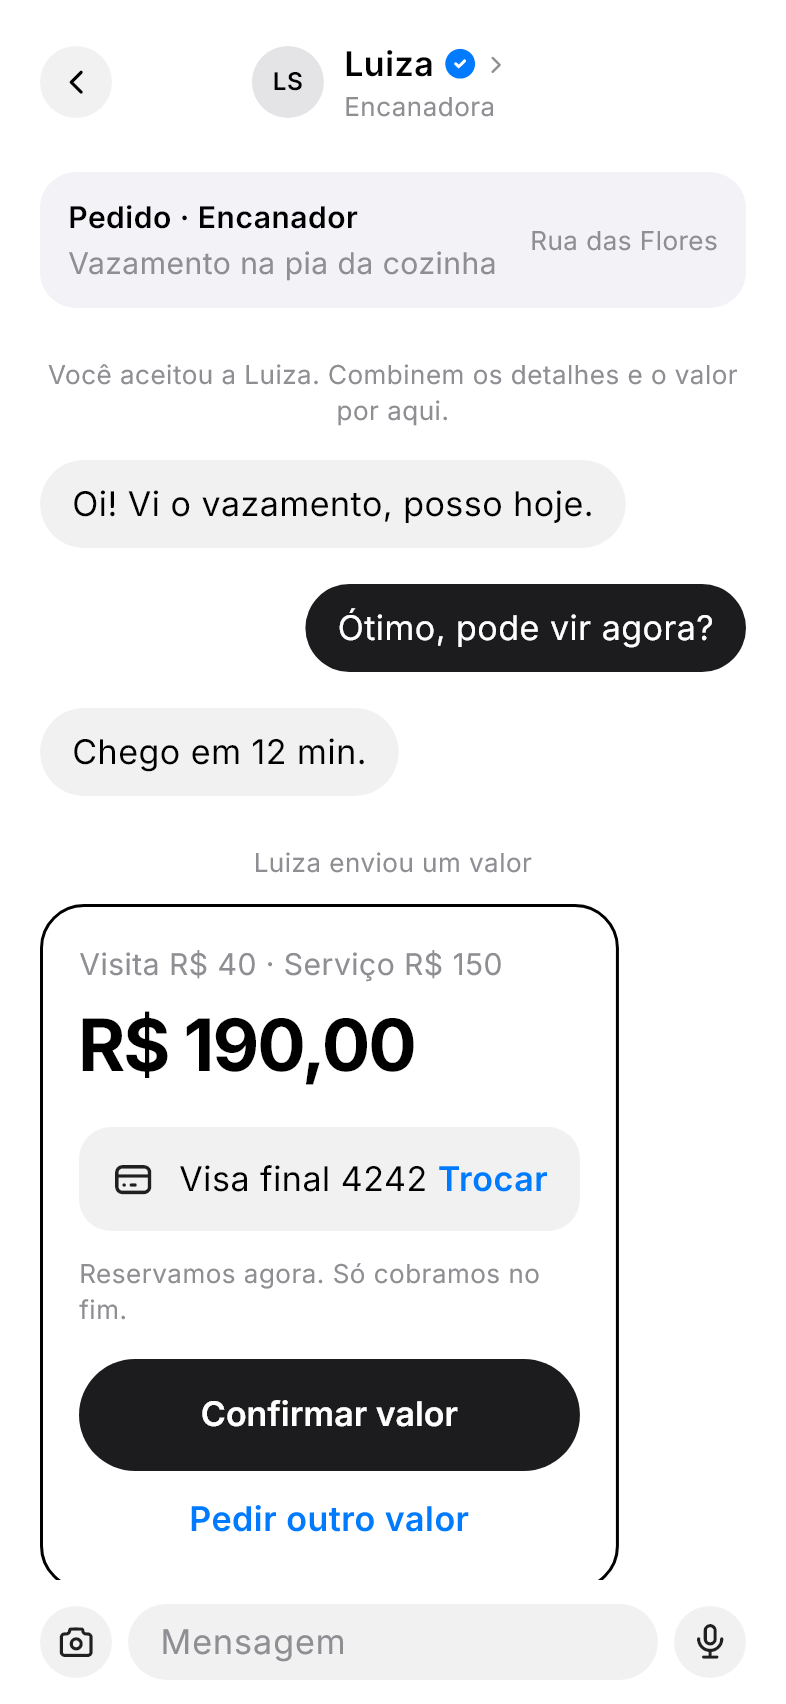 LS
Luiza
Encanadora
Pedido · Encanador
Vazamento na pia da cozinha
Rua das Flores
Você aceitou a Luiza. Combinem os detalhes e o valor
por aqui.
Oi! Vi o vazamento, posso hoje.
Ótimo, pode vir agora?
Chego em 12 min.
Luiza enviou um valor
Visita R$ 40 · Serviço R$ 150
R$ 190,00
Visa final 4242 Trocar
Reservamos agora. Só cobramos no
fim.
Confirmar valor
Pedir outro valor
Mensagem